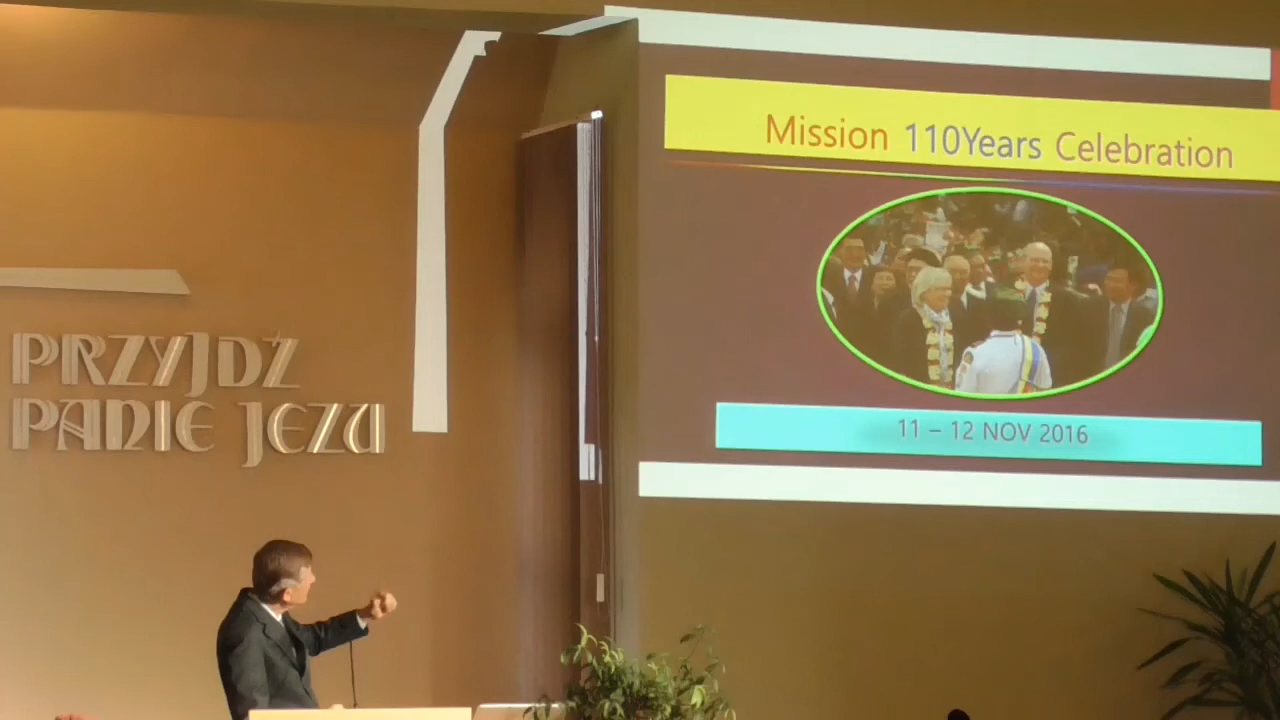 PRZYJDŹ
PANIE JEZU
Mission 110Years Celebration
11 – 12 NOV 2016